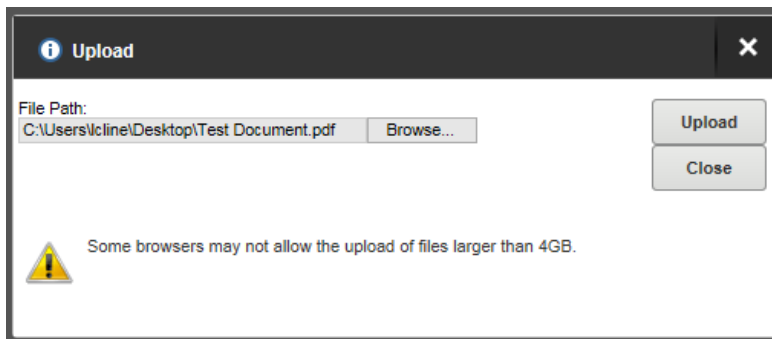 Upload
File Path:
C:\Users\lcline\Desktop\Test Document.pdf Browse...
Upload
Close
Some browsers may not allow the upload of files larger than 4GB.